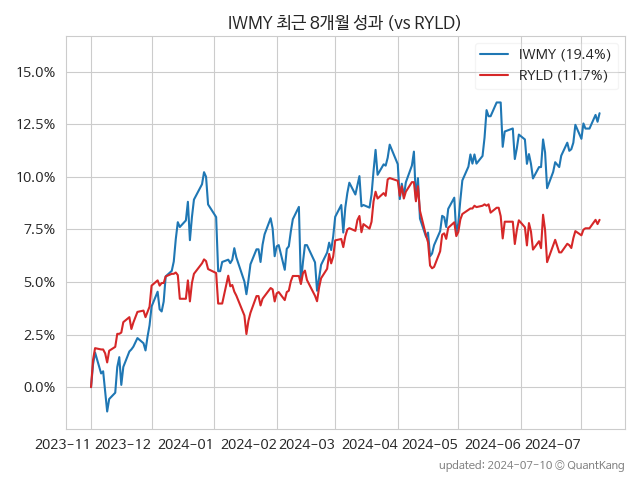 IWMY 최근 8개월 성과 (vs RYLD)
IWMY (19.4%)
RYLD (11.7%)
15.0%
12.5%
10.0%
7.5%
5.0%
2.5%
0.0%
2023-11 2023-12 2024-01 2024-02 2024-03 2024-04 2024-05 2024-06 2024-07
updated: 2024-07-10 © QuantKang